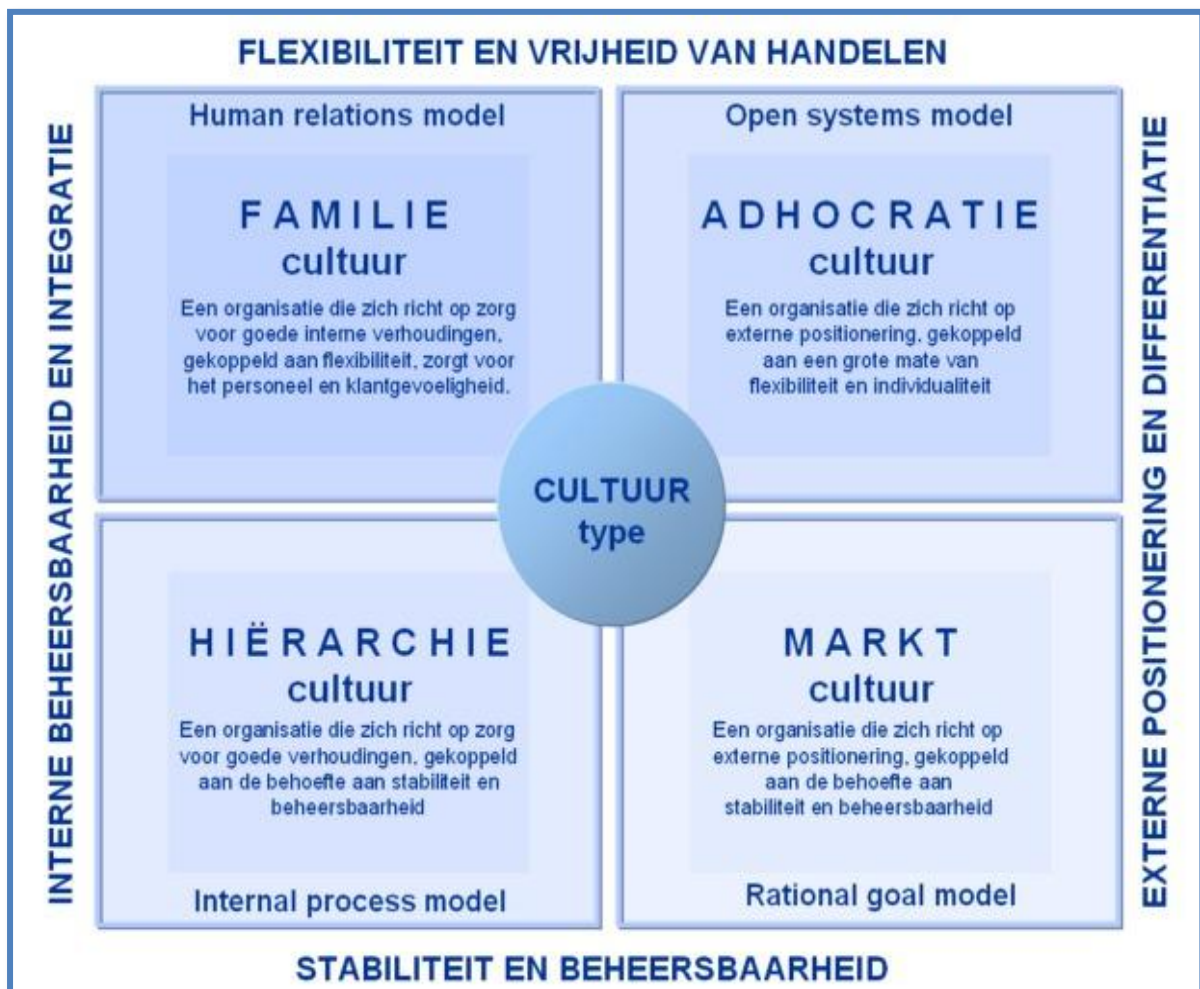 FLEXIBILITEIT EN VRIJHEID VAN HANDELEN
INTERNE BEHEERSBAARHEID EN INTEGRATIE
Human relations model
FAMILIE
cultuur
Een organisatie die zich richt op zorg
voor goede interne verhoudingen,
gekoppeld aan flexibiliteit, zorgt voor
het personeel en klantgevoeligheid.
Open systems model
ADHOCRATIE
cultuur
Een organisatie die zich richt op
externe positionering, gekoppeld
aan een grote mate van
flexibiliteit en individualiteit
CULTUUR
type
HIËRARCHIE
cultuur
Een organisatie die zich richt op zorg
voor goede verhoudingen, gekoppeld
aan de behoefte aan stabiliteit en
beheersbaarheid
Internal process model
MARKT
cultuur
Een organisatie die zich richt op
externe positionering, gekoppeld
aan de behoefte aan
stabiliteit en beheersbaarheid
Rational goal model
EXTERNE POSITIONERING EN DIFFERENTIATIE
STABILITEIT EN BEHEERSBAARHEID